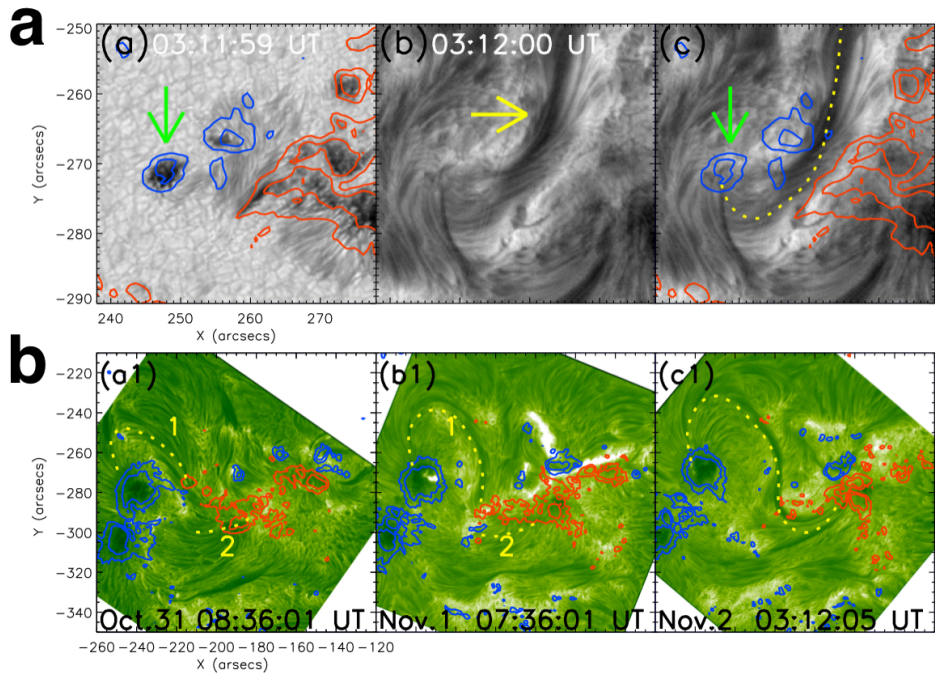 a
(a) 03:11:59 UT
(b) 03:12:00 UT
(c)
-250
-260
-270
-280
-290
Y (arcsecs)
240 250 260 270
X (arcsecs)
b
(a1)
1
2
Oct.31 08:36:01 UT
(b1)
1
2
Nov.1 07:36:01 UT
(c1)
Nov.2 03:12:05 UT
-220
-240
-260
-280
-300
-320
-340
Y (arcsecs)
-260 -240 -220 -200 -180 -160 -140 -120
X (arcsecs)